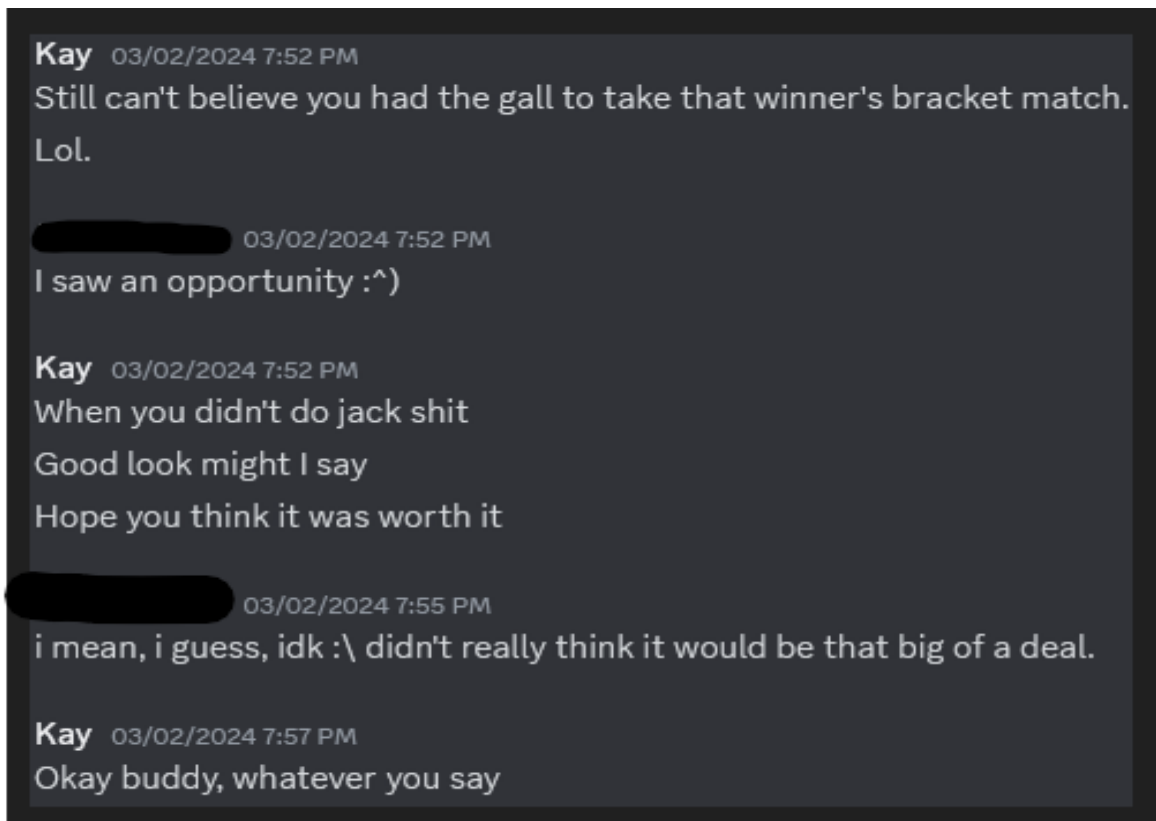 Kay 03/02/2024 7:52 PM
Still can't believe you had the gall to take that winner's bracket match.
Lol.
03/02/2024 7:52 PM
I saw an opportunity :^)
Kay 03/02/2024 7:52 PM
When you didn't do jack shit
Good look might I say
Hope you think it was worth it
03/02/2024 7:55 PM
i mean, i guess, idk :\ didn't really think it would be that big of a deal.
Kay 03/02/2024 7:57 PM
Okay buddy, whatever you say